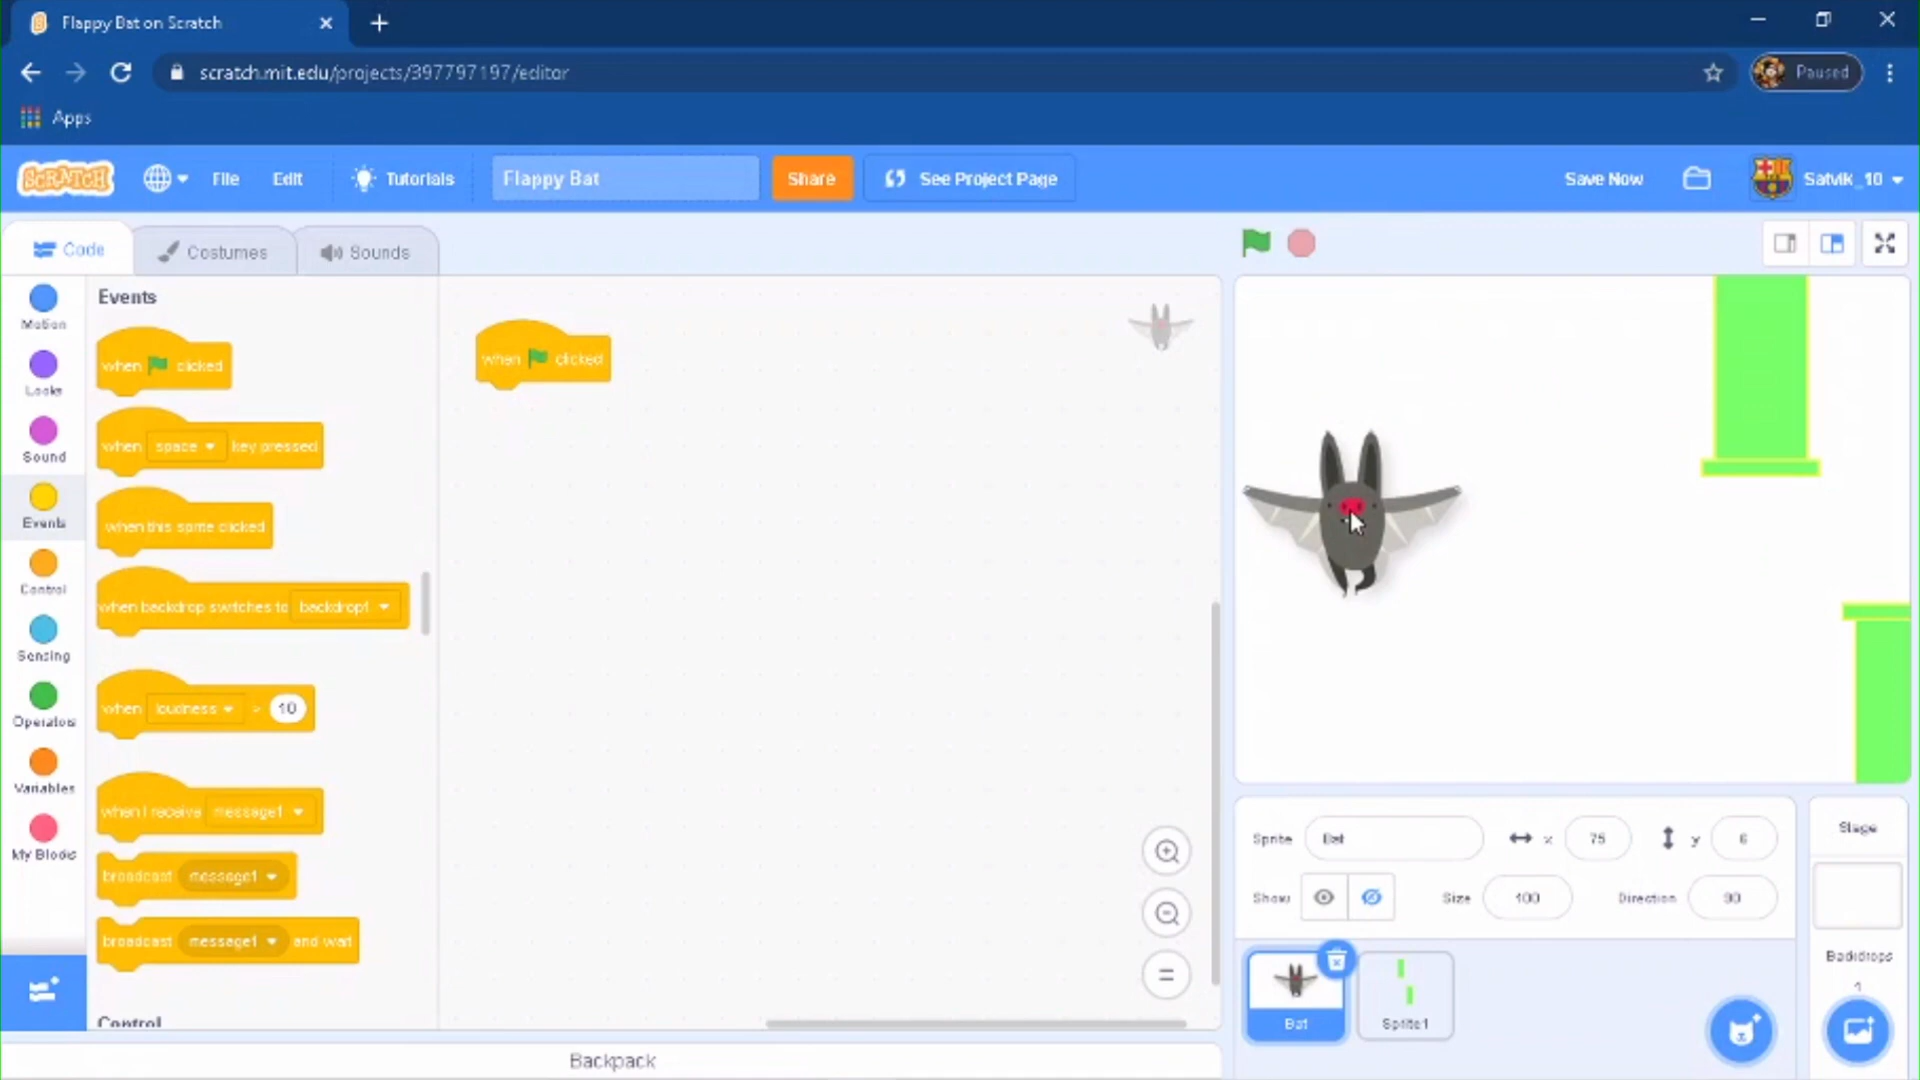 Flappy Bat on Scratch
scratch.mit.edu/projects/397797197/editor
Paused
Apps
SCRATCH
File
Edit
Tutorials
Flappy Bat
Share
See Project Page
Save Now
Satvik_10
Code
Costumes
Sounds
Motion
Looks
Sound
Events
Control
Sensing
Operators
Variables
My Blocks
Events
when clicked
when space key pressed
when this sprite clicked
when backdrop switches to backdrop1
when loudness > 10
when I receive message1
broadcast message1
broadcast message1 and wait
Control
when clicked
Sprite Bat x 75 y 6
Show Size 100 Direction 90
Bat
Sprite1
Stage
Backdrops
1
Backpack